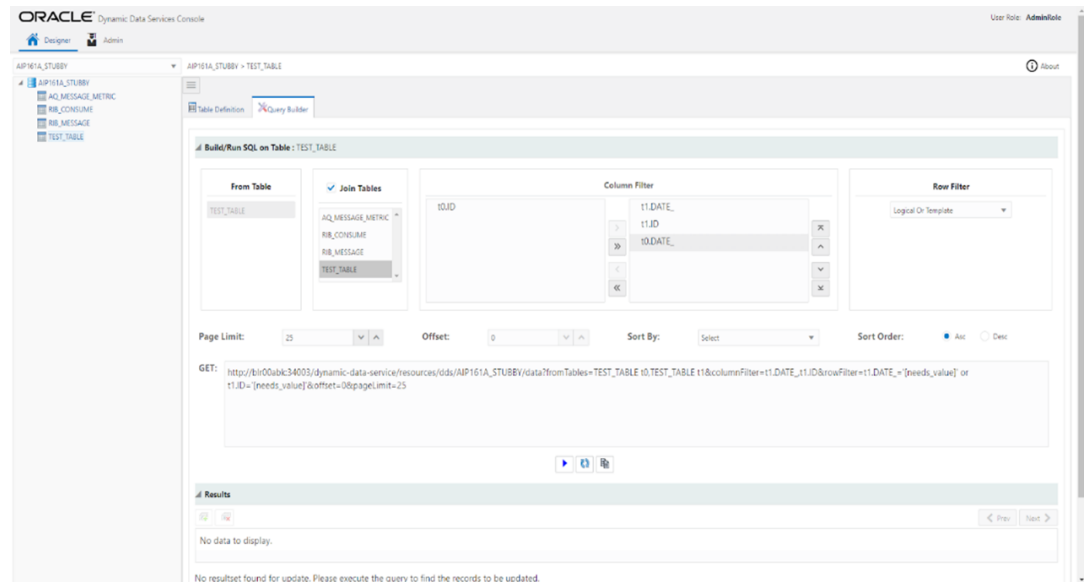 ORACLE Dynamic Data Services Console
User Role: AdminRole
Designer Admin
AIP161A_STUBBY
AIP161A_STUBBY > TEST_TABLE
About
AIP161A_STUBBY
AQ_MESSAGE_METRIC
RIB_CONSUME
RIB_MESSAGE
TEST_TABLE
Table Definition Query Builder
Build/Run SQL on Table : TEST_TABLE
From Table
TEST_TABLE
Join Tables
AQ_MESSAGE_METRIC
RIB_CONSUME
RIB_MESSAGE
TEST_TABLE
Column Filter
t0.ID
t1.DATE_
t1.ID
t0.DATE_
Row Filter
Logical Or Template
Page Limit: 25 Offset: 0 Sort By: Select Sort Order: Asc Desc
GET: http://blr00ablc34003/dynamic-data-service/resources/dds/AIP161A_STUBBY/data?fromTables=TEST_TABLE t0,TEST_TABLE t1&columnFilter=t1.DATE_,t1.ID&rowFilter=t1.DATE_='[needs_value]' or
t1.ID='[needs_value]'&offset=0&pageLimit=25
Results
Prev Next
No data to display.
No resultset found for update. Please execute the query to find the records to be updated.